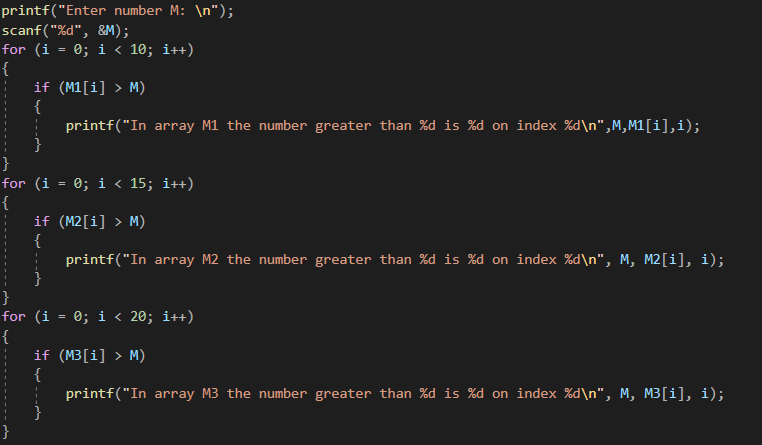 printf("Enter number M: \n");
scanf("%d", &M);
for (i = 0; i < 10; i++)
{
    if (M1[i] > M)
    {
        printf("In array M1 the number greater than %d is %d on index %d\n",M,M1[i],i);
    }
}
for (i = 0; i < 15; i++)
{
    if (M2[i] > M)
    {
        printf("In array M2 the number greater than %d is %d on index %d\n", M, M2[i], i);
    }
}
for (i = 0; i < 20; i++)
{
    if (M3[i] > M)
    {
        printf("In array M3 the number greater than %d is %d on index %d\n", M, M3[i], i);
    }
}